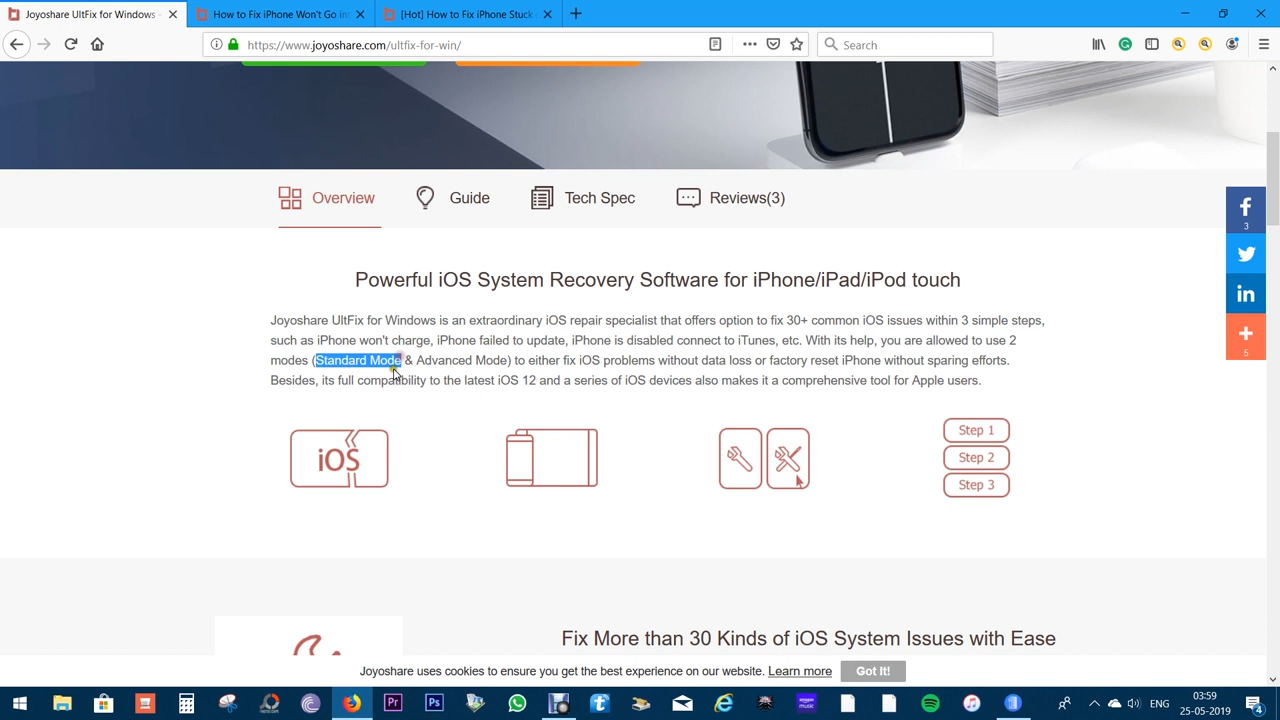 Joyoshare UltFix for Windows -
How to Fix iPhone Won't Go int
[Hot] How to Fix iPhone Stuck
https://www.joyoshare.com/ultfix-for-win/
Search
Overview
Guide
Tech Spec
Reviews(3)
3
Powerful iOS System Recovery Software for iPhone/iPad/iPod touch
Joyoshare UltFix for Windows is an extraordinary iOS repair specialist that offers option to fix 30+ common iOS issues within 3 simple steps,
such as iPhone won't charge, iPhone failed to update, iPhone is disabled connect to iTunes, etc. With its help, you are allowed to use 2
modes (Standard Mode & Advanced Mode) to either fix iOS problems without data loss or factory reset iPhone without sparing efforts.
Besides, its full compatibility to the latest iOS 12 and a series of iOS devices also makes it a comprehensive tool for Apple users.
in
6
iOS
Step 1
Step 2
Step 3
Fix More than 30 Kinds of iOS System Issues with Ease
Joyoshare uses cookies to ensure you get the best experience on our website. Learn more
Got It!
Pr
Ps
amazon
music
ENG
03:59
25-05-2019
4